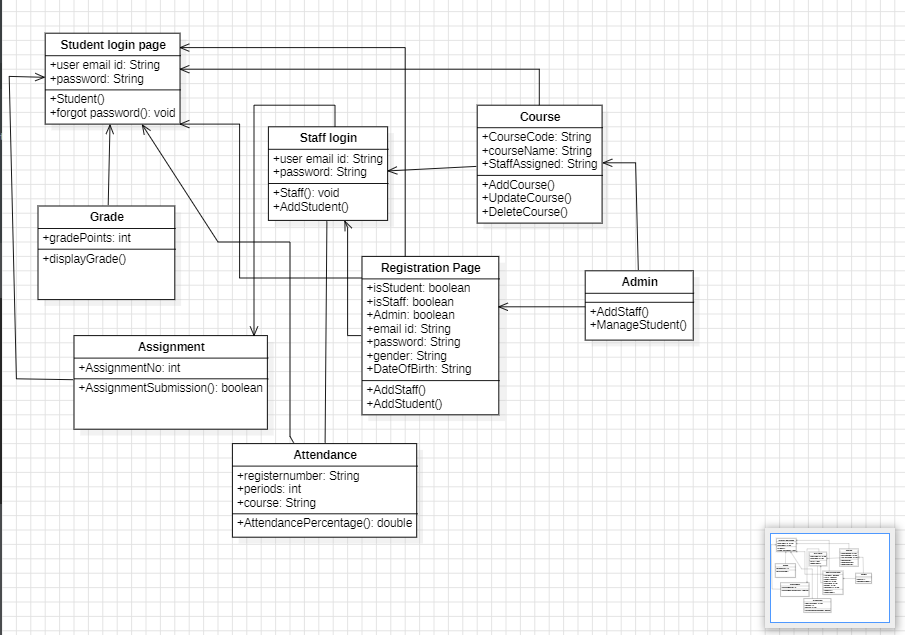 Student login page
+user email id: String
+password: String
+Student()
+forgot password(): void
Staff login
+user email id: String
+password: String
+Staff(): void
+AddStudent()
Course
+CourseCode: String
+courseName: String
+StaffAssigned: String
+AddCourse()
+UpdateCourse()
+DeleteCourse()
Grade
+gradePoints: int
+displayGrade()
Registration Page
+isStudent: boolean
+isStaff: boolean
+Admin: boolean
+email id: String
+password: String
+gender: String
+DateOfBirth: String
+AddStaff()
+AddStudent()
Admin
+AddStaff()
+ManageStudent()
Assignment
+AssignmentNo: int
+AssignmentSubmission(): boolean
Attendance
+registernumber: String
+periods: int
+course: String
+AttendancePercentage(): double